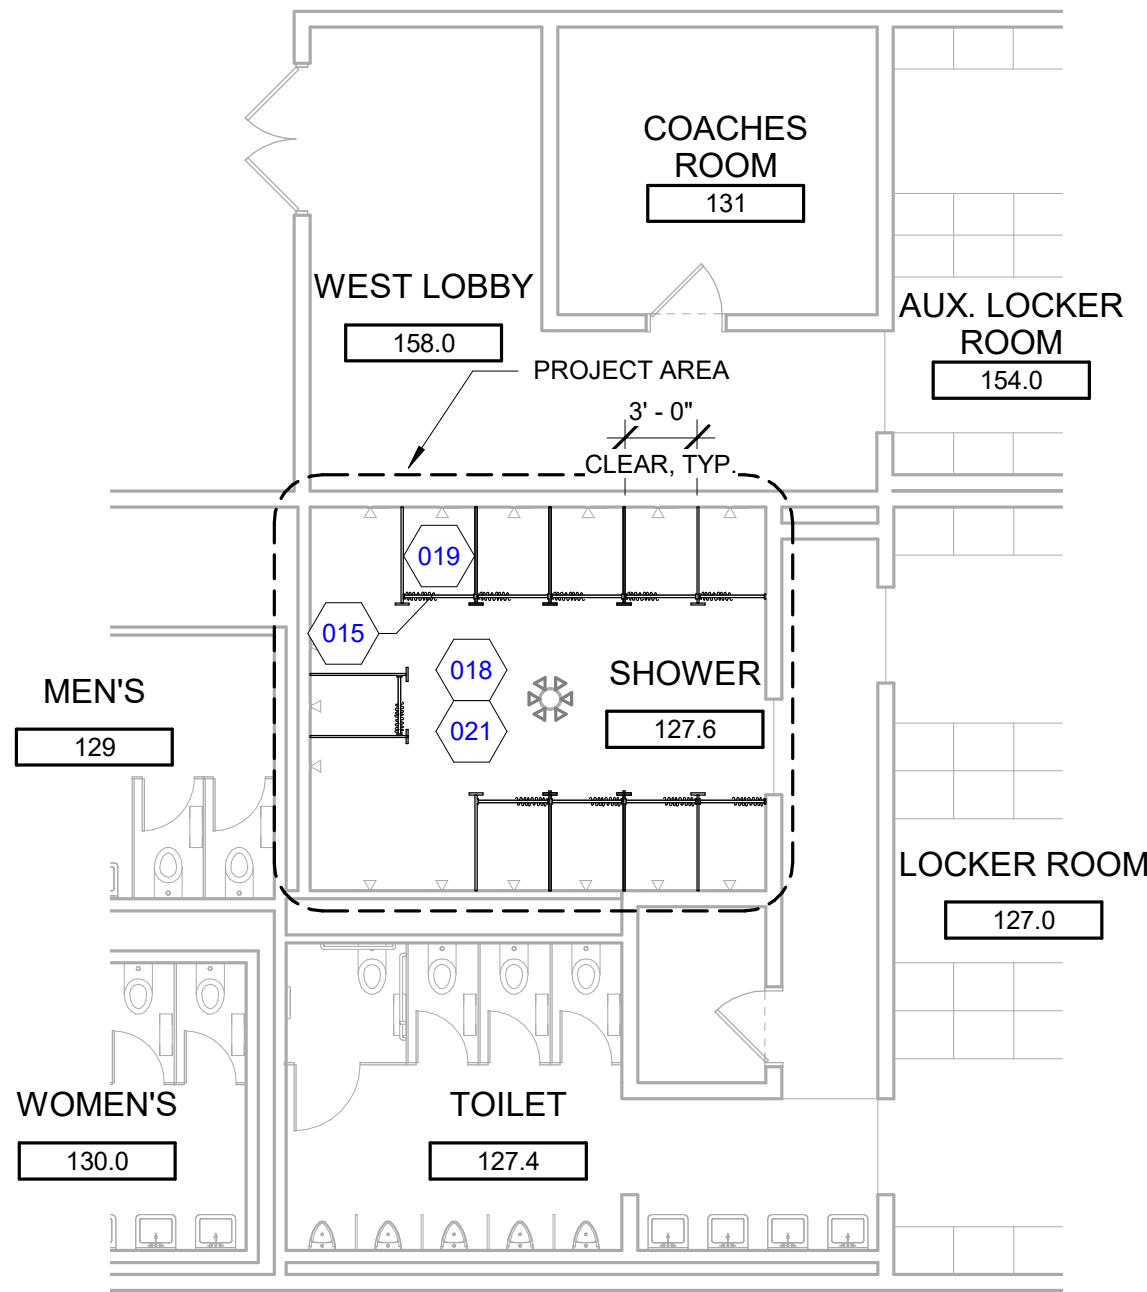 COACHES
ROOM
131
WEST LOBBY
158.0
AUX. LOCKER
ROOM
154.0
PROJECT AREA
3' - 0"
CLEAR, TYP.
019
015
018
021
SHOWER
127.6
MEN'S
129
LOCKER ROOM
127.0
WOMEN'S
130.0
TOILET
127.4